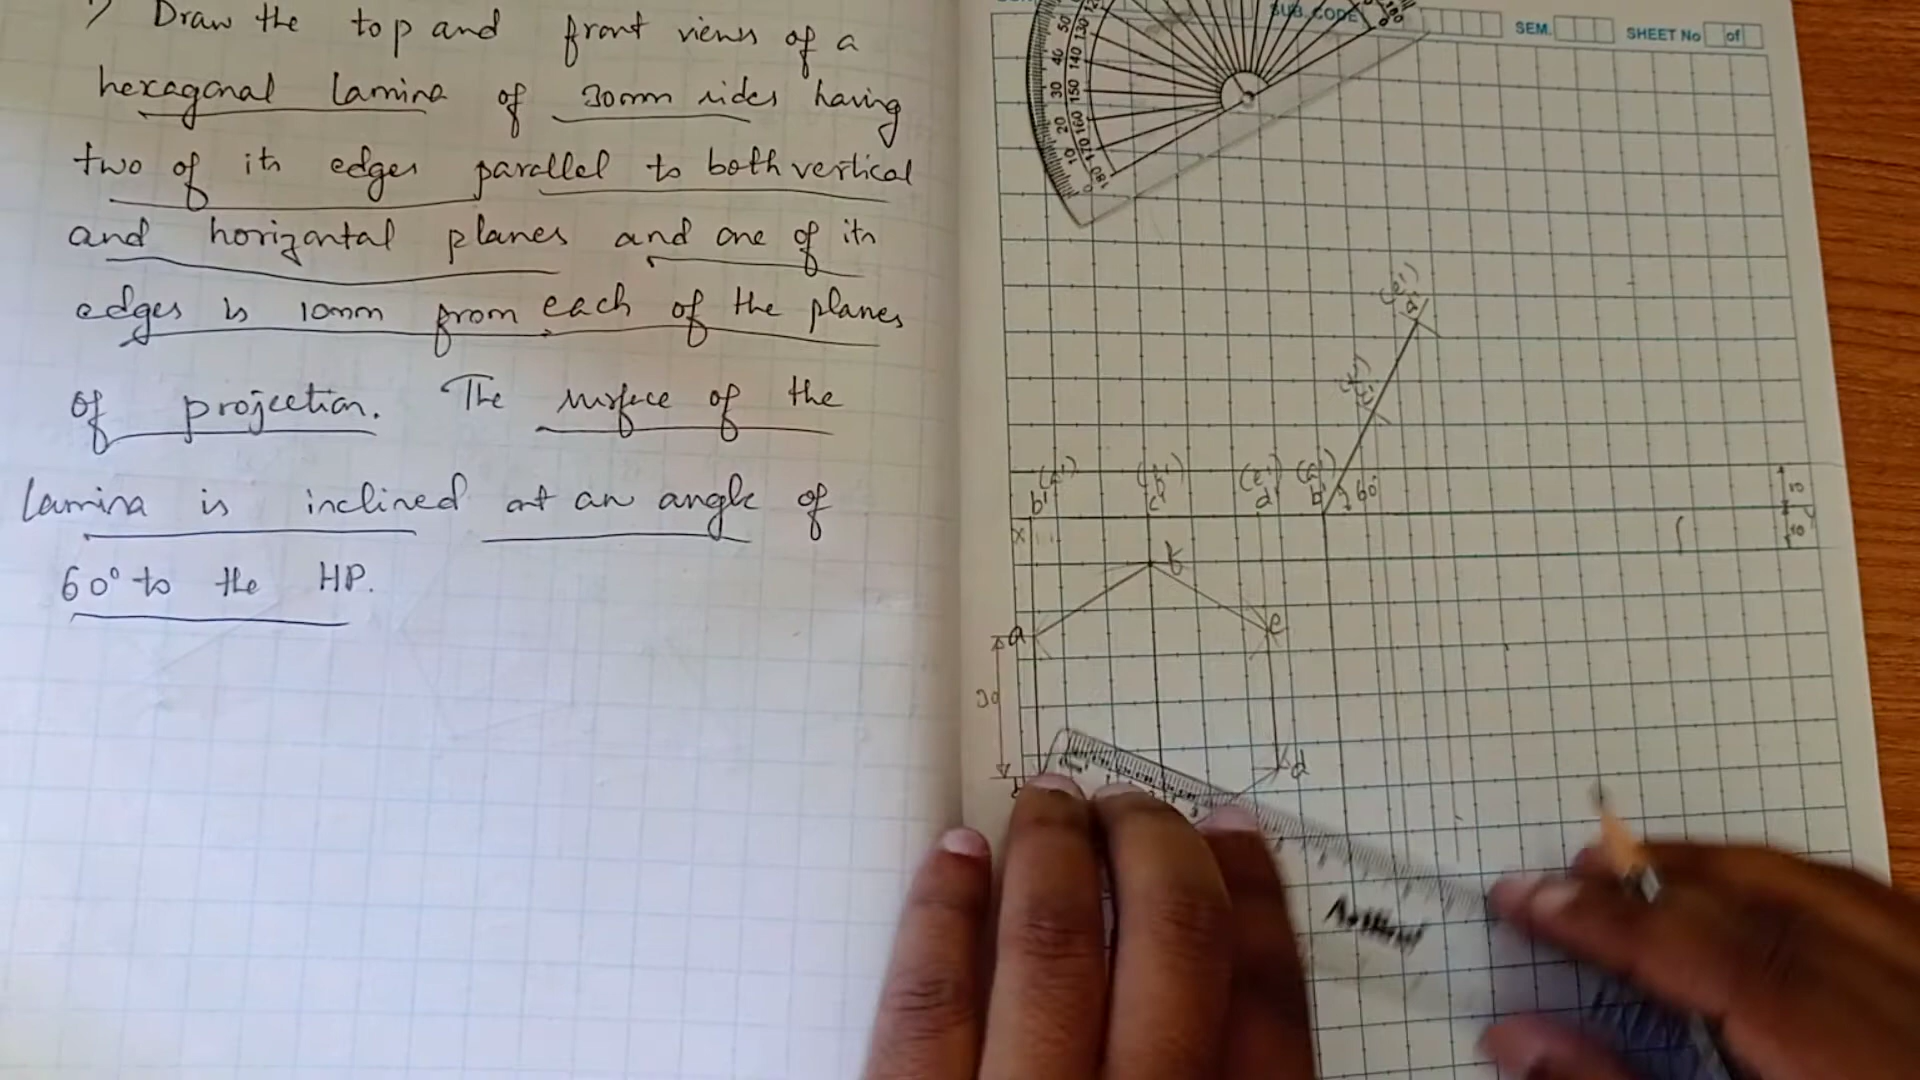 Draw the top and front views of a
hexagonal lamina of 30mm sides having
two of its edges parallel to both vertical
and horizontal planes and one of its
edges is 10mm from each of the planes
of projection. The surface of the
lamina is inclined at an angle of
60° to the HP.
SUB. CODE
SEM.
SHEET No
of
(e')
d'
(f')
c'
(a') (f') (e') (a')
b' c' d b' 60°
10
X
10
f
a
e
30
d